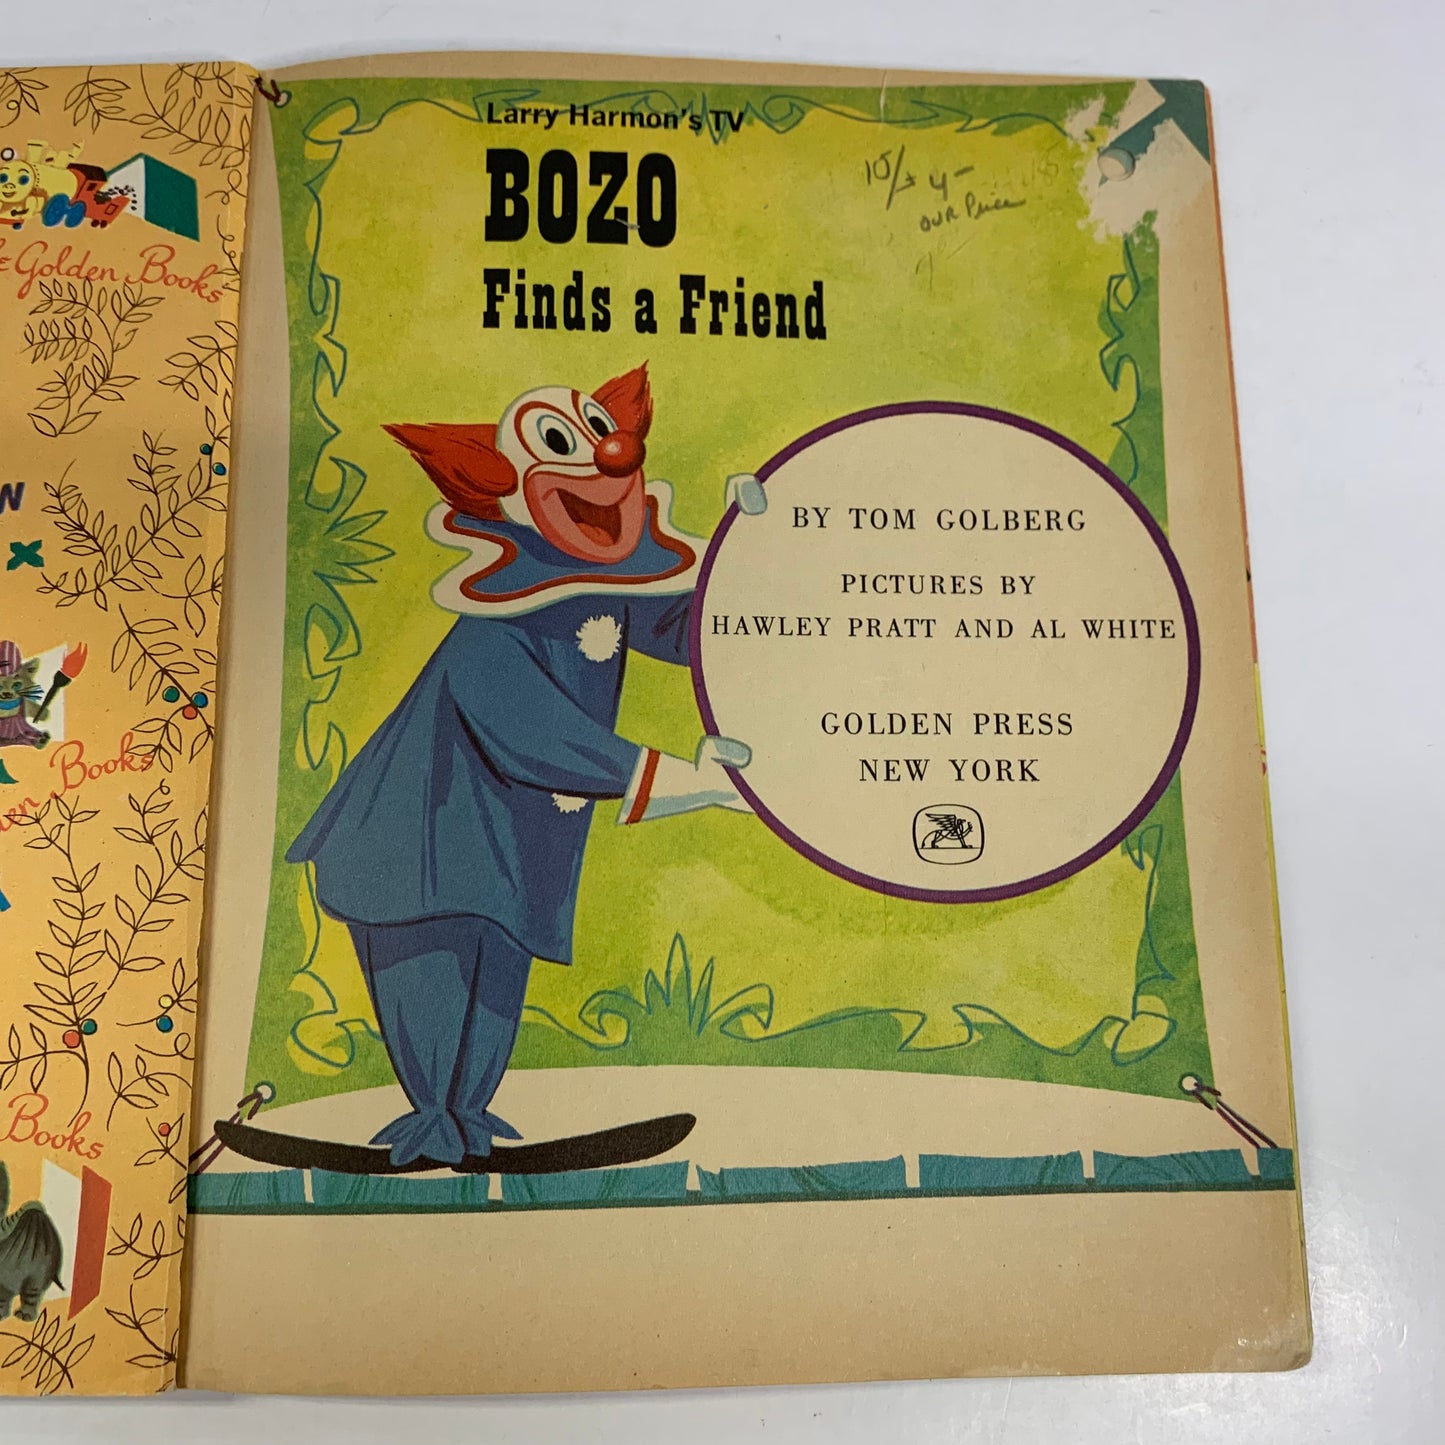 Larry Harmon's TV
BOZO
Finds a Friend
OUR Price
BY TOM GOLBERG
PICTURES BY
HAWLEY PRATT AND AL WHITE
GOLDEN PRESS
NEW YORK
Golden Books
W
Books
Books